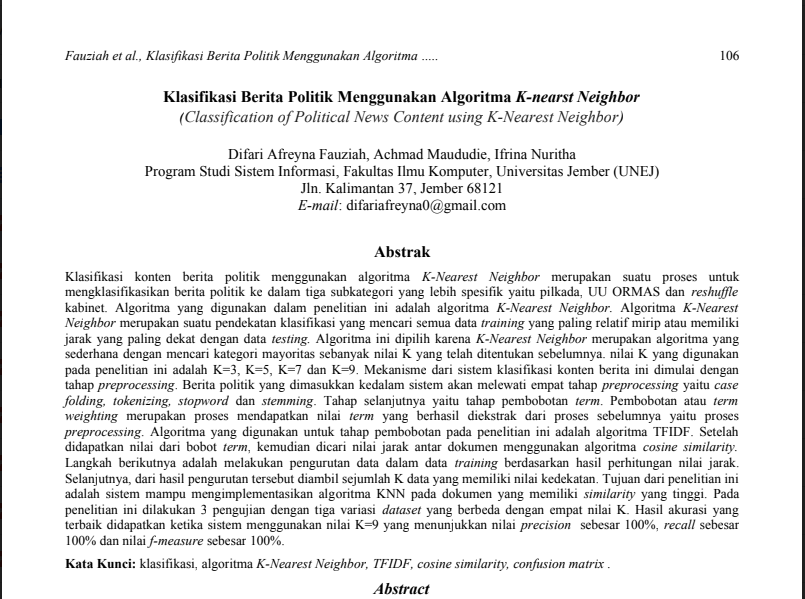 Fauziah et al., Klasifikasi Berita Politik Menggunakan Algoritma ..... 106
Klasifikasi Berita Politik Menggunakan Algoritma K-nearst Neighbor
(Classification of Political News Content using K-Nearest Neighbor)
Difari Afreyna Fauziah, Achmad Maududie, Ifrina Nuritha
Program Studi Sistem Informasi, Fakultas Ilmu Komputer, Universitas Jember (UNEJ)
Jln. Kalimantan 37, Jember 68121
E-mail: difariafreyna0@gmail.com
Abstrak
Klasifikasi konten berita politik menggunakan algoritma K-Nearest Neighbor merupakan suatu proses untuk
mengklasifikasikan berita politik ke dalam tiga subkategori yang lebih spesifik yaitu pilkada, UU ORMAS dan reshuffle
kabinet. Algoritma yang digunakan dalam penelitian ini adalah algoritma K-Nearest Neighbor. Algoritma K-Nearest
Neighbor merupakan suatu pendekatan klasifikasi yang mencari semua data training yang paling relatif mirip atau memiliki
jarak yang paling dekat dengan data testing. Algoritma ini dipilih karena K-Nearest Neighbor merupakan algoritma yang
sederhana dengan mencari kategori mayoritas sebanyak nilai K yang telah ditentukan sebelumnya. nilai K yang digunakan
pada penelitian ini adalah K=3, K=5, K=7 dan K=9. Mekanisme dari sistem klasifikasi konten berita ini dimulai dengan
tahap preprocessing. Berita politik yang dimasukkan kedalam sistem akan melewati empat tahap preprocessing yaitu case
folding, tokenizing, stopword dan stemming. Tahap selanjutnya yaitu tahap pembobotan term. Pembobotan atau term
weighting merupakan proses mendapatkan nilai term yang berhasil diekstrak dari proses sebelumnya yaitu proses
preprocessing. Algoritma yang digunakan untuk tahap pembobotan pada penelitian ini adalah algoritma TFIDF. Setelah
didapatkan nilai dari bobot term, kemudian dicari nilai jarak antar dokumen menggunakan algoritma cosine similarity.
Langkah berikutnya adalah melakukan pengurutan data dalam data training berdasarkan hasil perhitungan nilai jarak.
Selanjutnya, dari hasil pengurutan tersebut diambil sejumlah K data yang memiliki nilai kedekatan. Tujuan dari penelitian ini
adalah sistem mampu mengimplementasikan algoritma KNN pada dokumen yang memiliki similarity yang tinggi. Pada
penelitian ini dilakukan 3 pengujian dengan tiga variasi dataset yang berbeda dengan empat nilai K. Hasil akurasi yang
terbaik didapatkan ketika sistem menggunakan nilai K=9 yang menunjukkan nilai precision sebesar 100%, recall sebesar
100% dan nilai f-measure sebesar 100%.
Kata Kunci: klasifikasi, algoritma K-Nearest Neighbor, TFIDF, cosine similarity, confusion matrix .
Abstract